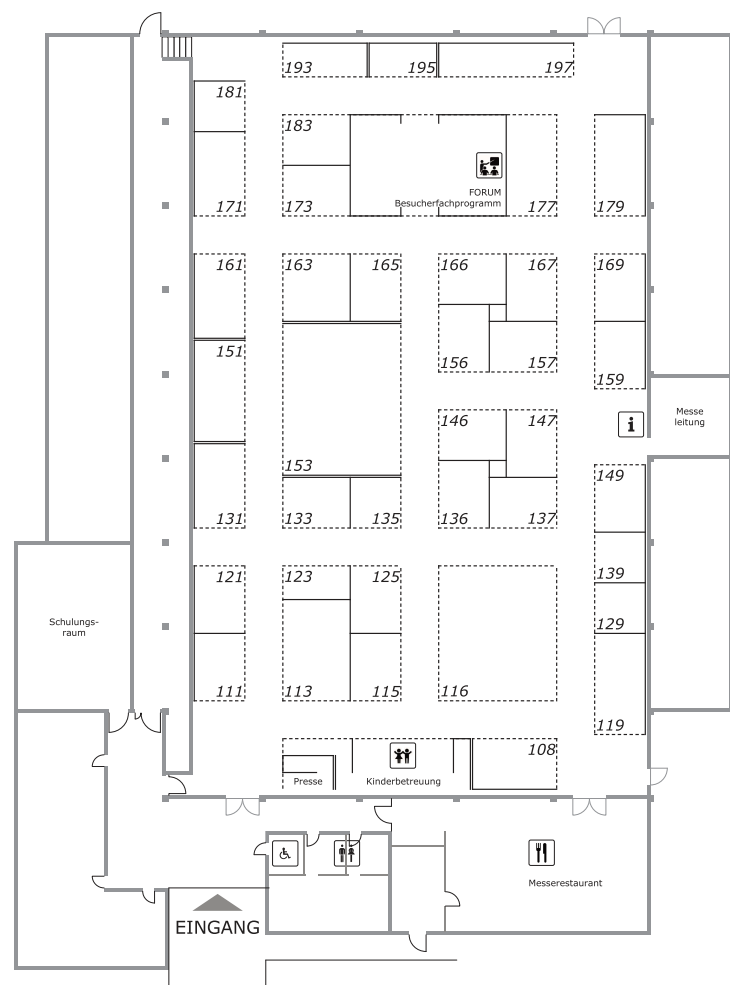 193 195 197
181
183
FORUM
Besucherfachprogramm
171 173 177 179
161 163 165 166 167 169
151
156 157
159
Messe
leitung
i
146 147
153
149
131 133 135 136 137
121 123 125
139
Schulungs-
raum
129
111 113 115 116
119
108
Presse Kinderbetreuung
Messerestaurant
EINGANG